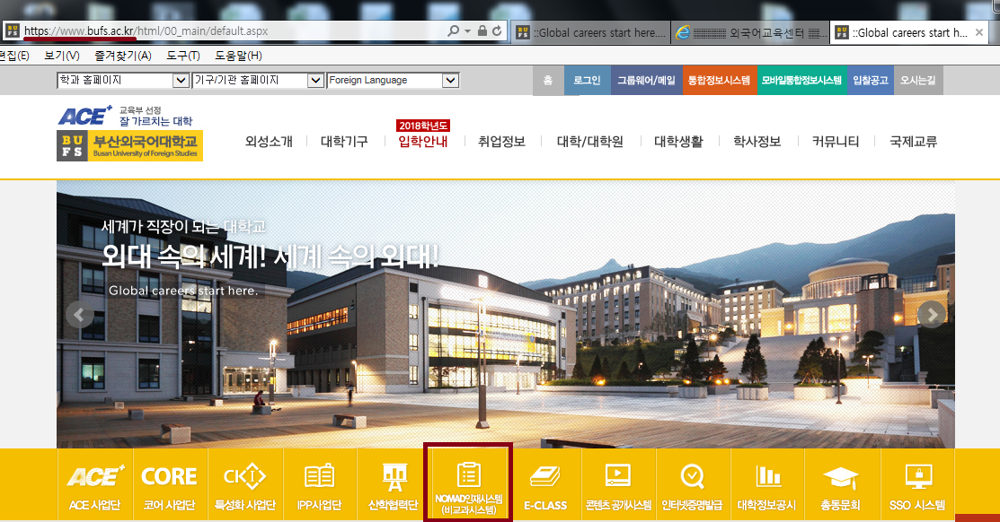 https://www.bufs.ac.kr/html/00_main/default.aspx
::Global careers start here....
외국어교육센터
::Global careers start h...
편집(E) 보기(V) 즐겨찾기(A) 도구(T) 도움말(H)
학과 홈페이지 기구/기관 홈페이지 Foreign Language
홈 로그인 그룹웨어/메일 통합정보시스템 모바일통합정보시스템 입찰공고 오시는길
ACE+ 교육부 선정
잘 가르치는 대학
BUFS 부산외국어대학교
Busan University of Foreign Studies
2018학년도
외성소개 대학기구 입학안내 취업정보 대학/대학원 대학생활 학사정보 커뮤니티 국제교류
세계가 직장이 되는 대학교
외대 속의 세계! 세계 속의 외대!
Global careers start here.
ACE+ CORE CK I
ACE 사업단 코어 사업단 특성화 사업단 IPP사업단 산학협력단 NOMAD인재시스템 E-CLASS 콘텐츠 공개시스템 인터넷증명발급 대학정보공시 총동문회 SSO 시스템
(비교과시스템)